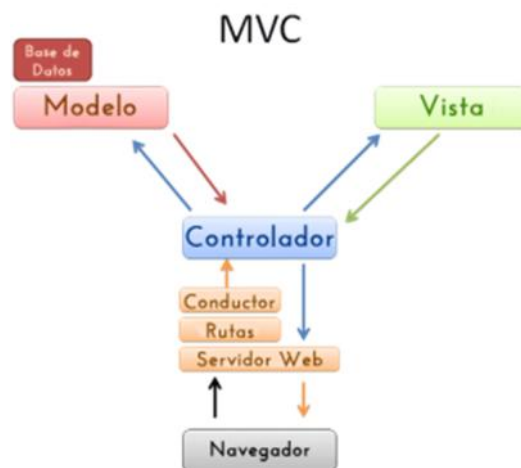 MVC
Base de
Datos
Modelo
Vista
Controlador
Conductor
Rutas
Servidor Web
Navegador